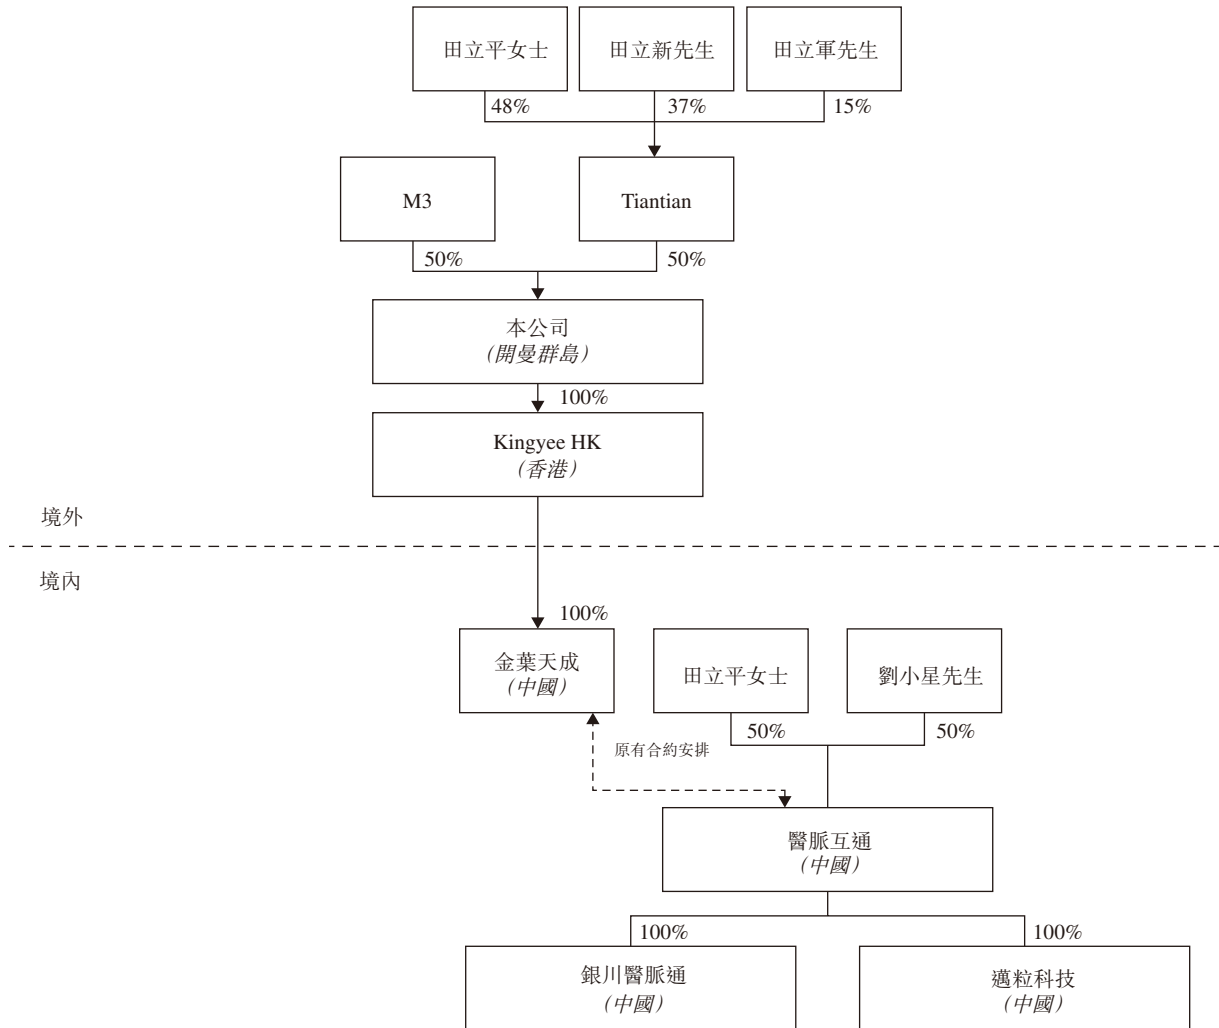 田立平女士
田立新先生
田立軍先生
48%
37%
15%
M3
Tiantian
50%
50%
本公司
(開曼群島)
100%
Kingyee HK
(香港)
境外
境內
100%
金葉天成
(中國)
田立平女士
劉小星先生
50%
50%
原有合約安排
醫脈互通
(中國)
100%
100%
銀川醫脈通
(中國)
邁粒科技
(中國)